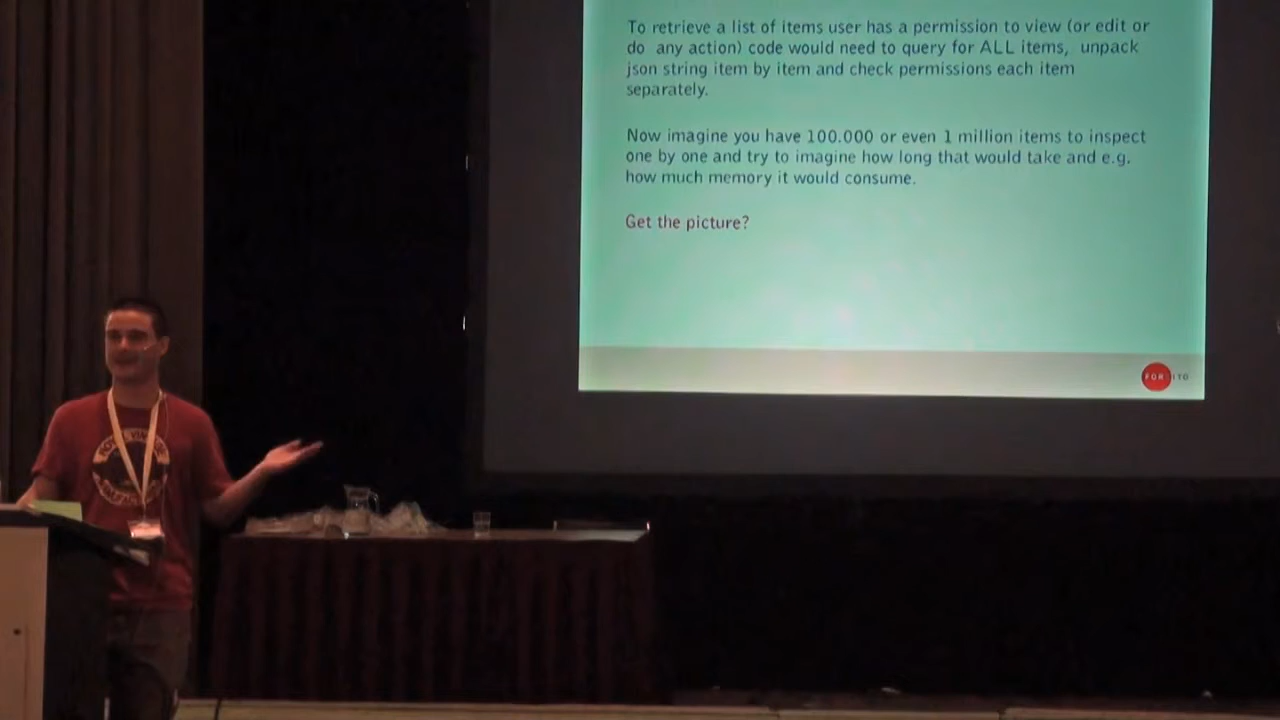 To retrieve a list of items user has a permission to view (or edit or
do any action) code would need to query for ALL items, unpack
json string item by item and check permissions each item
separately.
Now imagine you have 100.000 or even 1 million items to inspect
one by one and try to imagine how long that would take and e.g.
how much memory it would consume.
Get the picture?